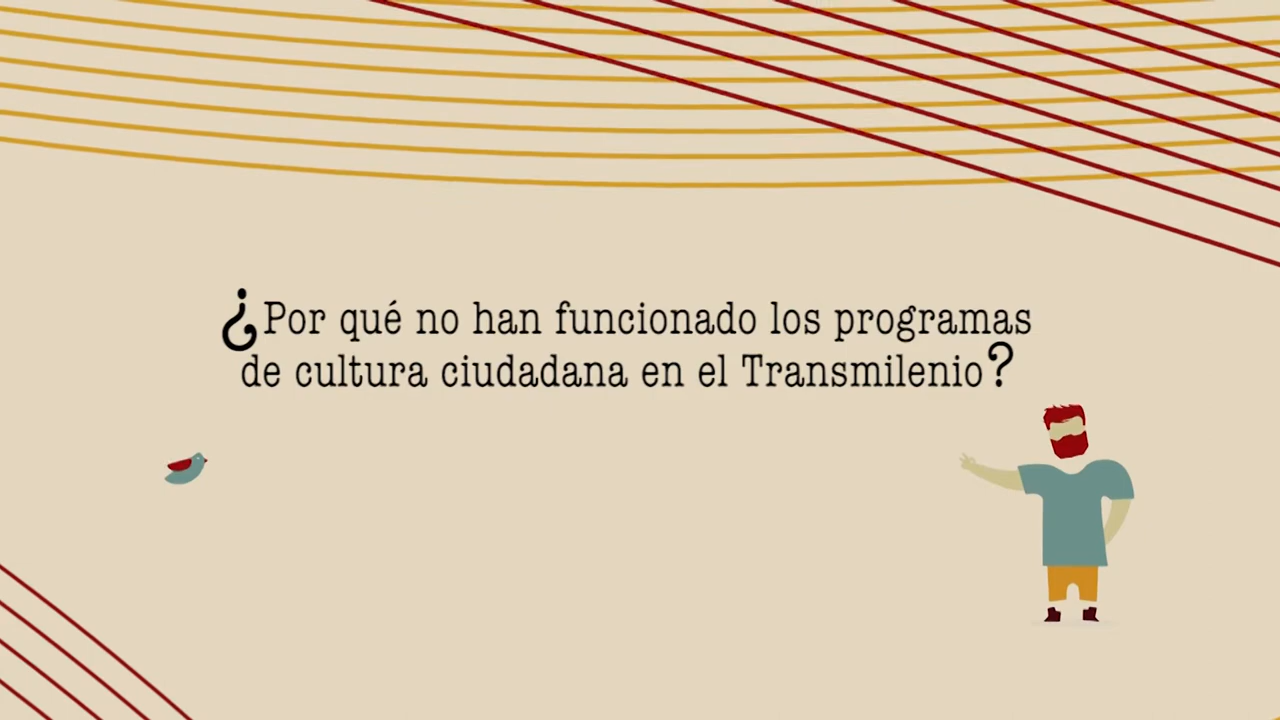 ¿Por qué no han funcionado los programas
de cultura ciudadana en el Transmilenio?